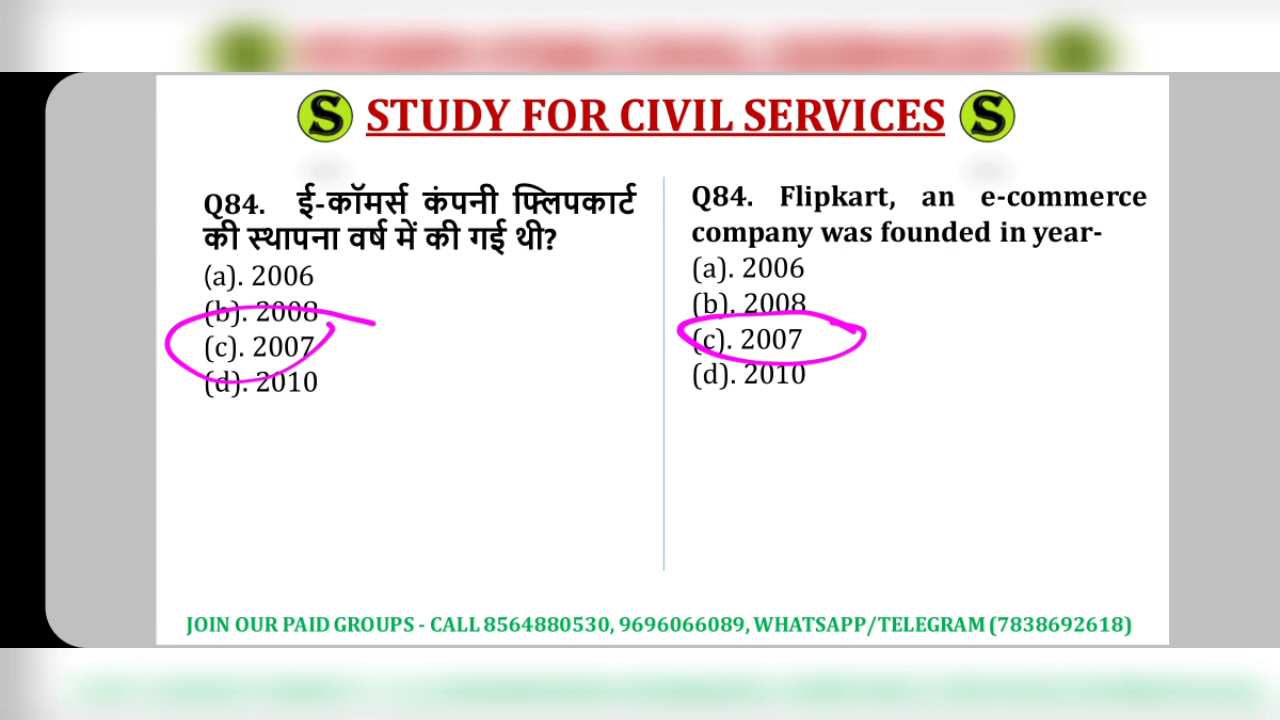 S STUDY FOR CIVIL SERVICES S
Q84. ई-कॉमर्स कंपनी फ्लिपकार्ट
की स्थापना वर्ष में की गई थी?
(a). 2006
(b). 2008
(c). 2007
(d). 2010
Q84. Flipkart, an e-commerce
company was founded in year-
(a). 2006
(b). 2008
(c). 2007
(d). 2010
JOIN OUR PAID GROUPS - CALL 8564880530, 9696066089, WHATSAPP/TELEGRAM (7838692618)